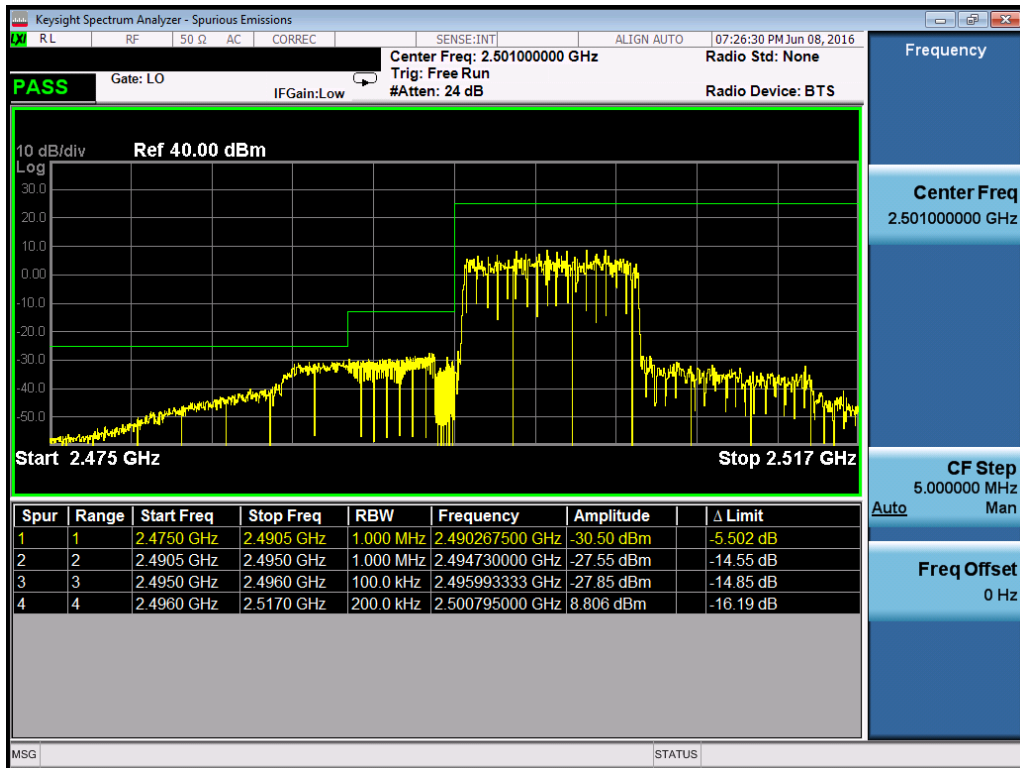 Keysight Spectrum Analyzer - Spurious Emissions
LXI RL RF 50 Ω AC CORREC SENSE:INT ALIGN AUTO 07:26:30 PM Jun 08, 2016
Center Freq: 2.501000000 GHz Radio Std: None
Trig: Free Run
PASS Gate: LO IFGain:Low #Atten: 24 dB Radio Device: BTS
10 dB/div Ref 40.00 dBm
Log
30.0
20.0
10.0
0.00
-10.0
-20.0
-30.0
-40.0
-50.0
Start 2.475 GHz Stop 2.517 GHz
Spur Range Start Freq Stop Freq RBW Frequency Amplitude Δ Limit
1 1 2.4750 GHz 2.4905 GHz 1.000 MHz 2.490267500 GHz -30.50 dBm -5.502 dB
2 2 2.4905 GHz 2.4950 GHz 1.000 MHz 2.494730000 GHz -27.55 dBm -14.55 dB
3 3 2.4950 GHz 2.4960 GHz 100.0 kHz 2.495993333 GHz -27.85 dBm -14.85 dB
4 4 2.4960 GHz 2.5170 GHz 200.0 kHz 2.500795000 GHz 8.806 dBm -16.19 dB
Frequency
Center Freq
2.501000000 GHz
CF Step
5.000000 MHz
Auto Man
Freq Offset
0 Hz
MSG STATUS